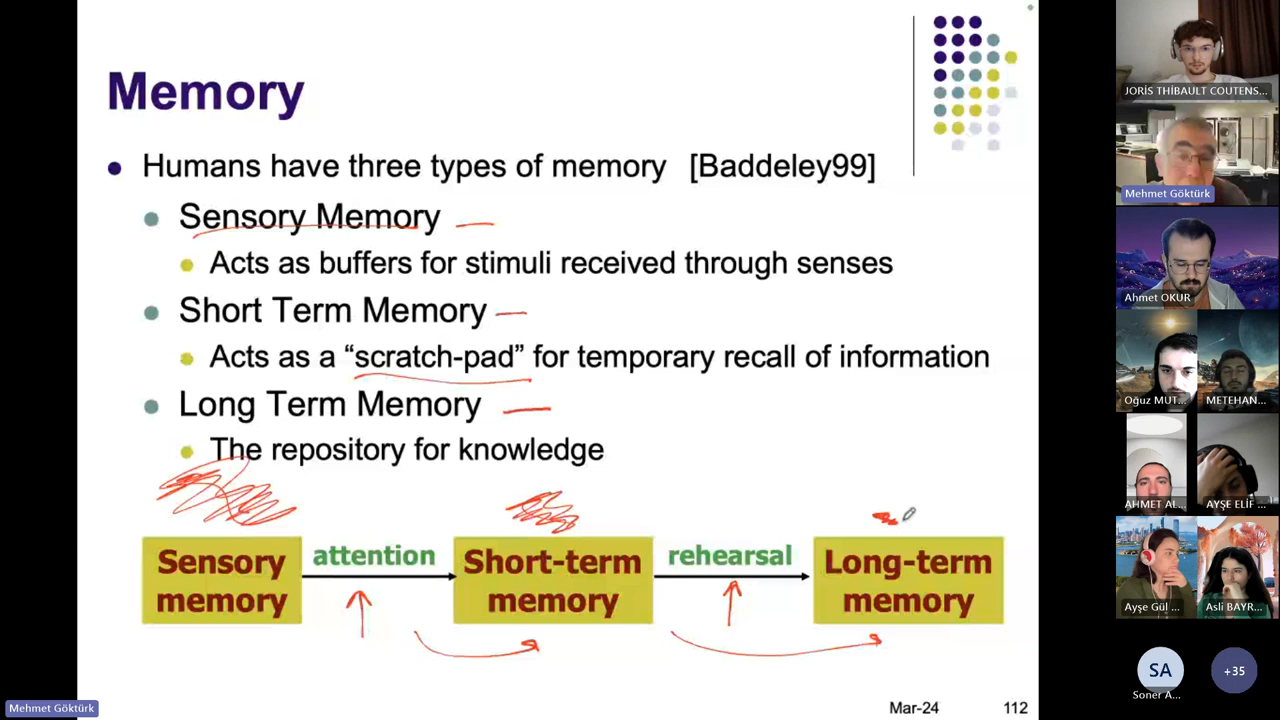 Memory
Humans have three types of memory [Baddeley99]
Sensory Memory
Acts as buffers for stimuli received through senses
Short Term Memory
Acts as a “scratch-pad” for temporary recall of information
Long Term Memory
The repository for knowledge
Sensory memory
attention
Short-term memory
rehearsal
Long-term memory
Mar-24
112
Mehmet Göktürk
JORİS THİBAULT COUTENS...
Mehmet Göktürk
Ahmet OKUR
Oğuz MUT...
METEHAN...
AHMET AL...
AYŞE ELİF ...
Ayşe Gül ...
Asli BAYR...
SA
Soner A...
+35